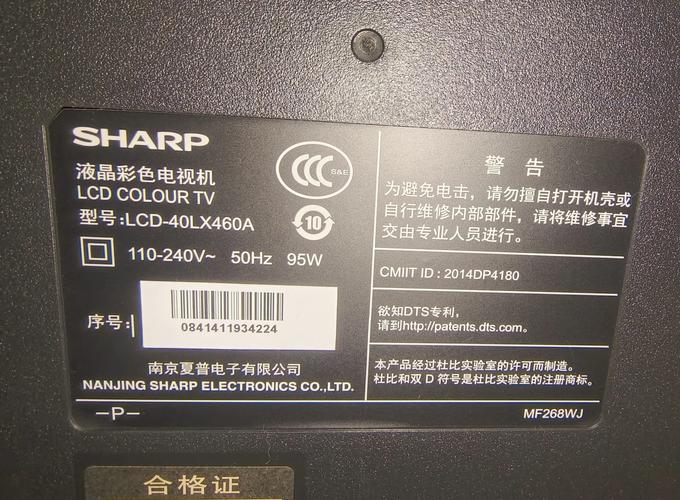 SHARP
液晶彩色电视机
LCD COLOUR TV
型号:LCD-40LX460A
CCC S&E
10
110-240V~ 50Hz 95W
序号:
0841411934224
南京夏普电子有限公司
NANJING SHARP ELECTRONICS CO.,LTD.
-P-
警告
为避免电击，请勿擅自打开机壳或
自行维修内部部件，请将维修事宜
交由专业人员进行。
CMIIT ID : 2014DP4180
欲知DTS专利，
请到http://patents.dts.com。
本产品经过杜比实验室的许可而制造。
杜比和双 D 符号是杜比实验室的注册商标。
MF268WJ
合格证